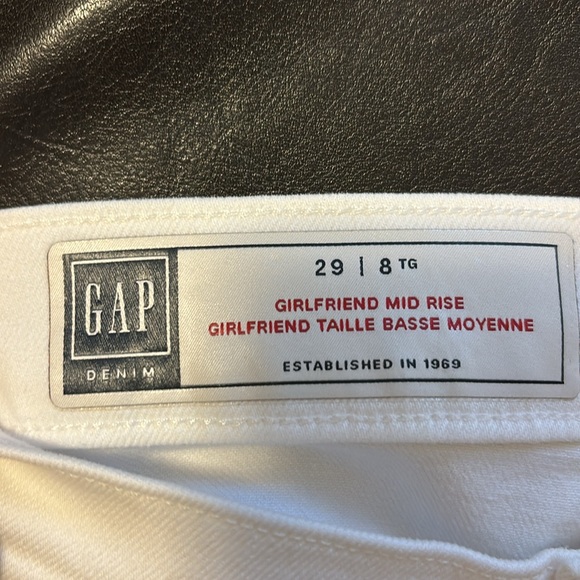 GAP
DENIM
29 | 8 TG
GIRLFRIEND MID RISE
GIRLFRIEND TAILLE BASSE MOYENNE
ESTABLISHED IN 1969